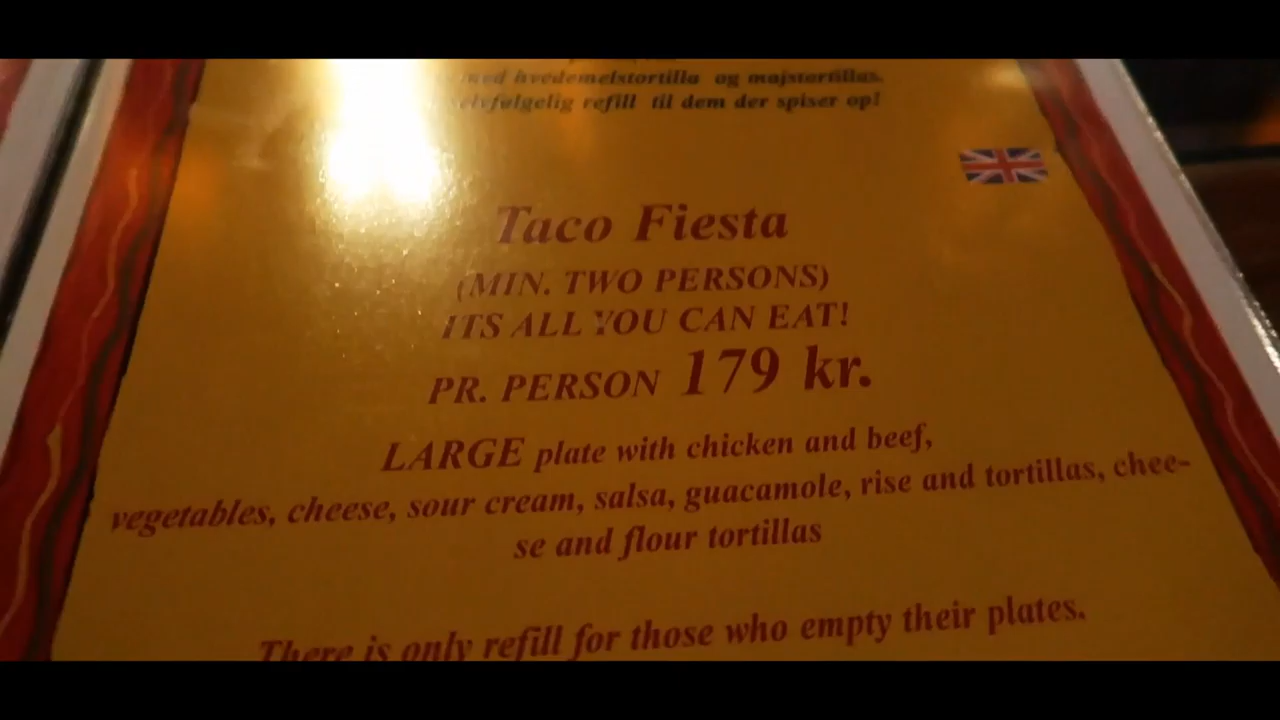 med hvedemelstortilla og majstortillas.
selvfølgelig refill til dem der spiser op!
Taco Fiesta
(MIN. TWO PERSONS)
ITS ALL YOU CAN EAT!
PR. PERSON 179 kr.
LARGE plate with chicken and beef,
vegetables, cheese, sour cream, salsa, guacamole, rise and tortillas, chee-
se and flour tortillas
There is only refill for those who empty their plates.